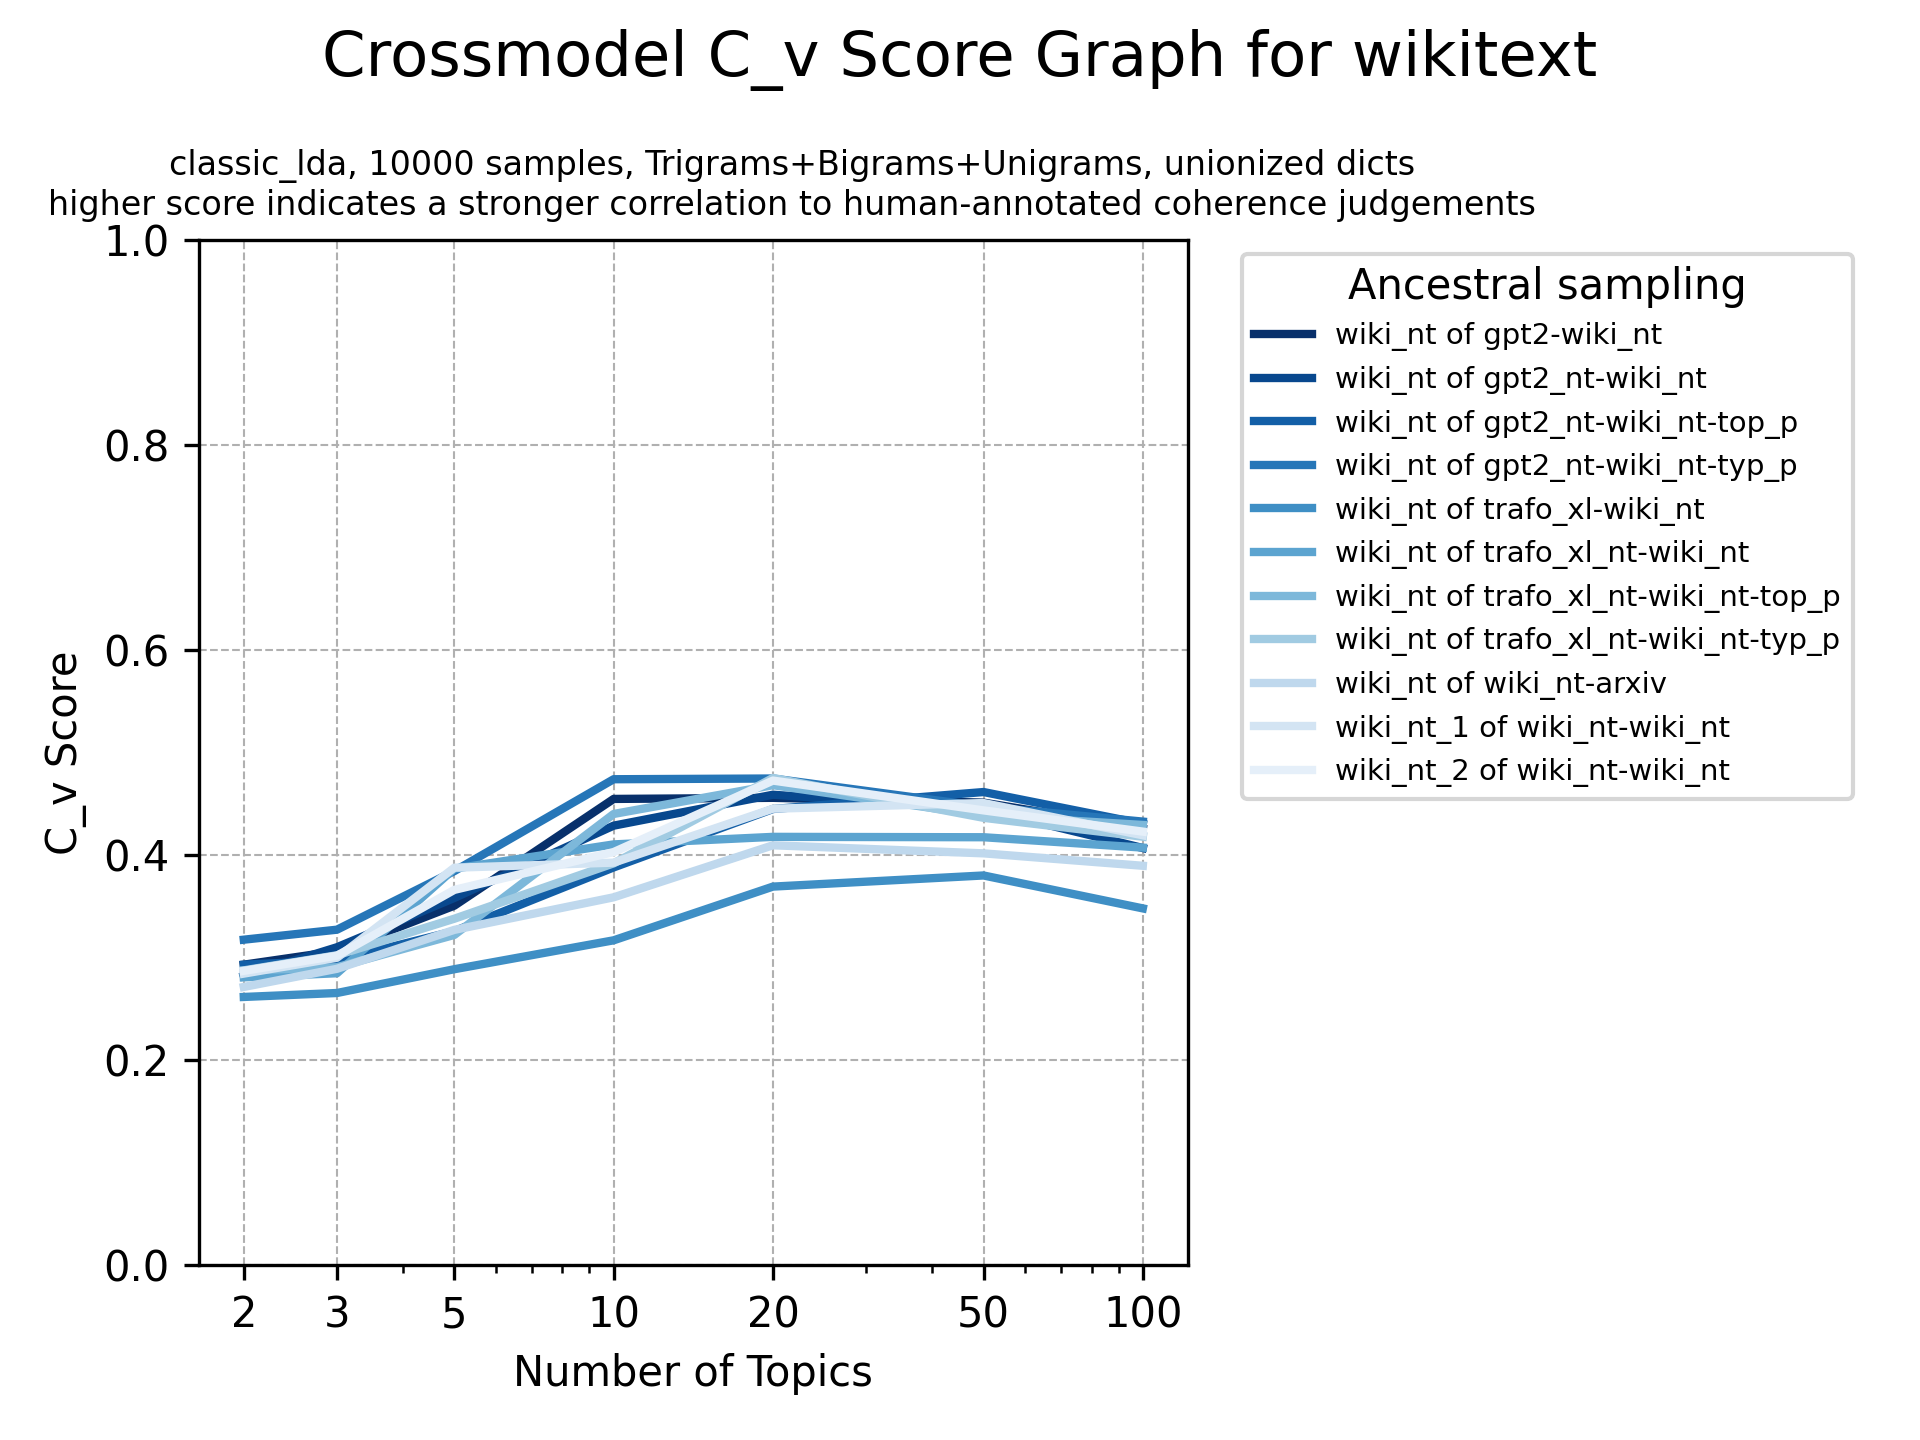 Crossmodel C_v Score Graph for wikitext
classic_lda, 10000 samples, Trigrams+Bigrams+Unigrams, unionized dicts
higher score indicates a stronger correlation to human-annotated coherence judgements
1.0
0.8
0.6
0.4
0.2
0.0
C_v Score
2 3 5 10 20 50 100
Number of Topics
Ancestral sampling
wiki_nt of gpt2-wiki_nt
wiki_nt of gpt2_nt-wiki_nt
wiki_nt of gpt2_nt-wiki_nt-top_p
wiki_nt of gpt2_nt-wiki_nt-typ_p
wiki_nt of trafo_xl-wiki_nt
wiki_nt of trafo_xl_nt-wiki_nt
wiki_nt of trafo_xl_nt-wiki_nt-top_p
wiki_nt of trafo_xl_nt-wiki_nt-typ_p
wiki_nt of wiki_nt-arxiv
wiki_nt_1 of wiki_nt-wiki_nt
wiki_nt_2 of wiki_nt-wiki_nt